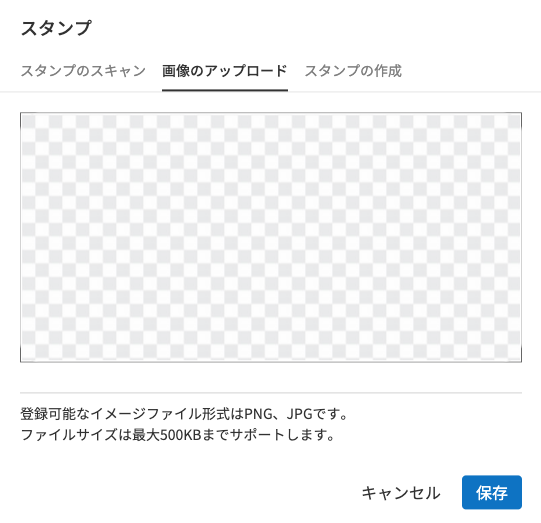 スタンプ
スタンプのスキャン 画像のアップロード スタンプの作成
登録可能なイメージファイル形式はPNG、JPGです。
ファイルサイズは最大500KBまでサポートします。
キャンセル 保存